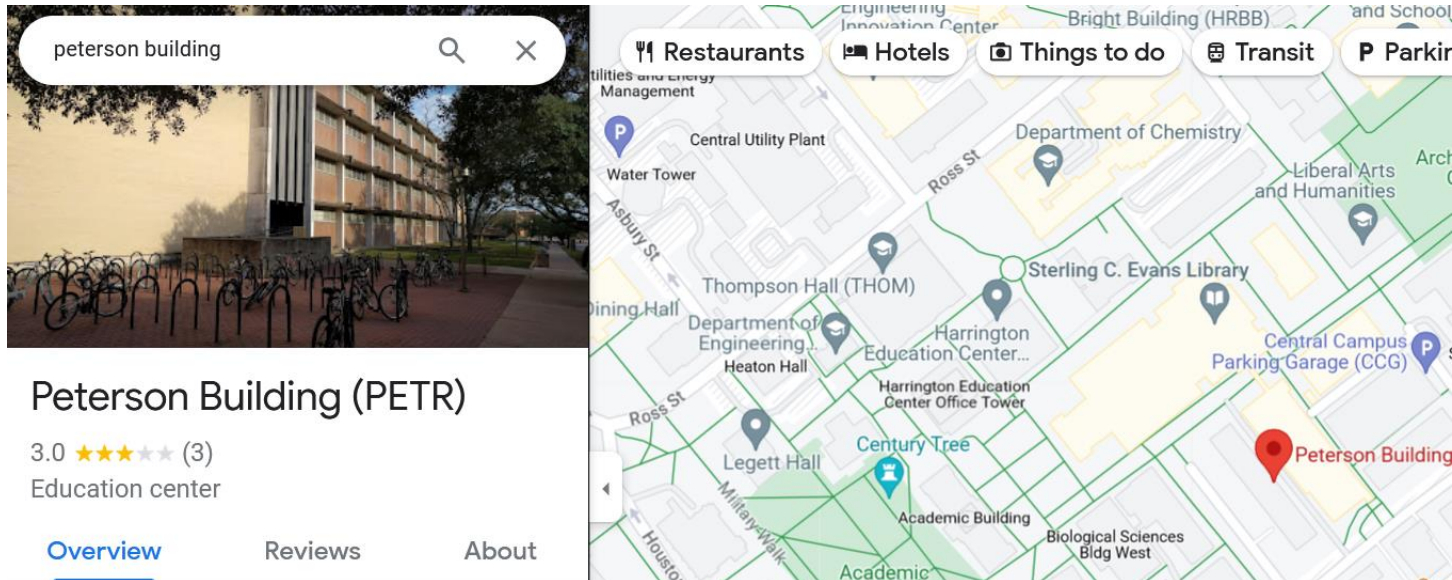 peterson building
Peterson Building (PETR)
3.0
(3)
Education center
Overview
Reviews
About
Engineering
Innovation Center
Bright Building (HRBB)
and School
Restaurants
Hotels
Things to do
Transit
P Parkin
tilities and Energy
Management
P
Central Utility Plant
Water Tower
Department of Chemistry
Ross St
Liberal Arts
and Humanities
Arch
Asbury St
Thompson Hall (THOM)
Sterling C. Evans Library
Dining Hall
Department of
Engineering...
Heaton Hall
Harrington
Education Center...
Harrington Education
Center Office Tower
Central Campus
Parking Garage (CCG)
P
Ross St
Century Tree
Legett Hall
Peterson Building
Military Walk
Academic Building
Biological Sciences
Bldg West
Houston
Academic